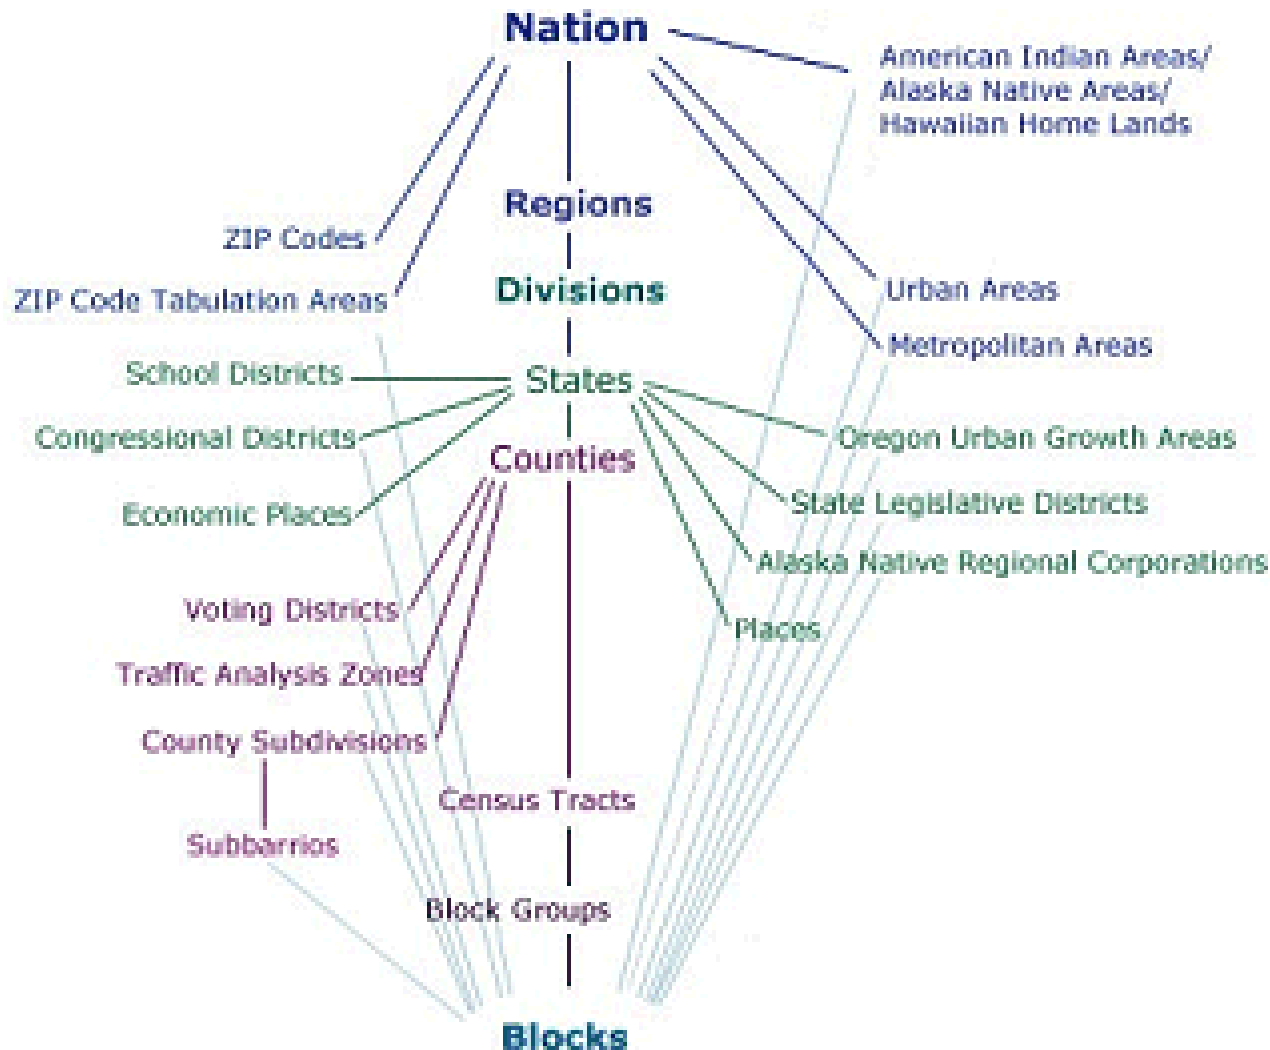 Nation
American Indian Areas/
Alaska Native Areas/
Hawaiian Home Lands
Regions
ZIP Codes
Divisions
Urban Areas
ZIP Code Tabulation Areas
Metropolitan Areas
School Districts
States
Congressional Districts
Oregon Urban Growth Areas
Counties
Economic Places
State Legislative Districts
Alaska Native Regional Corporations
Voting Districts
Places
Traffic Analysis Zones
County Subdivisions
Census Tracts
Subbarrios
Block Groups
Blocks